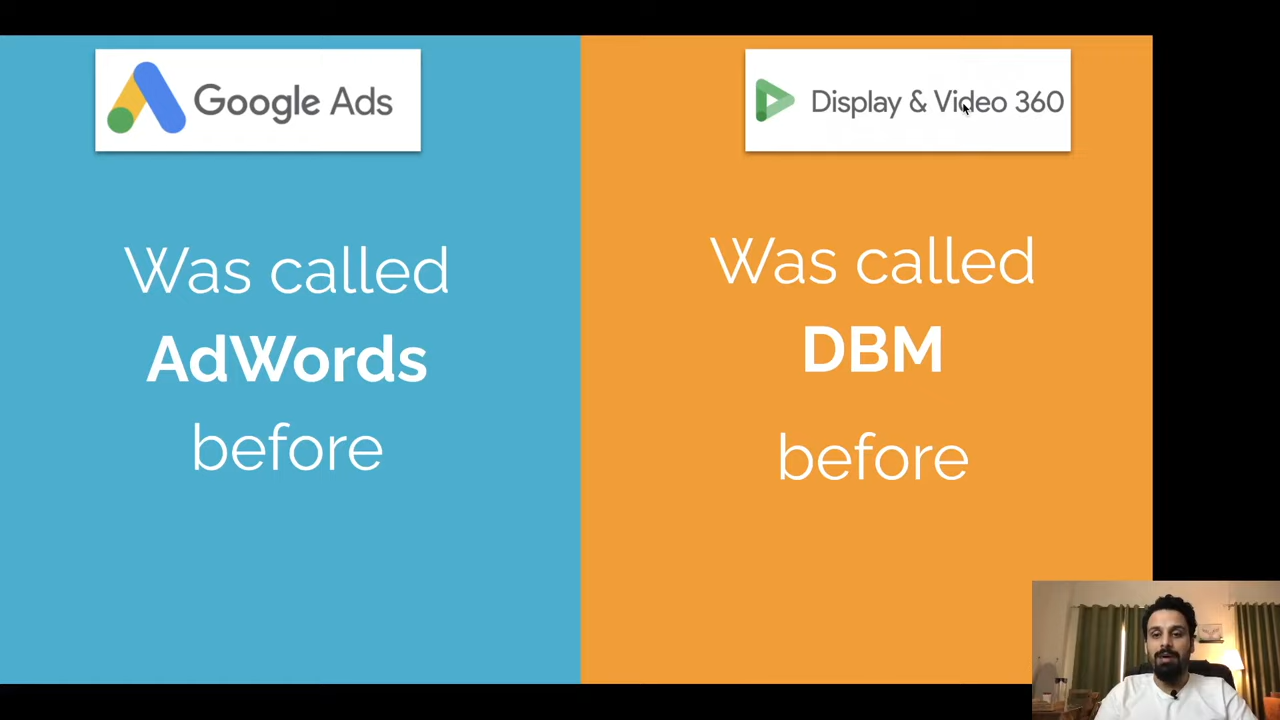 Google Ads
Was called
AdWords
before
Display & Video 360
Was called
DBM
before